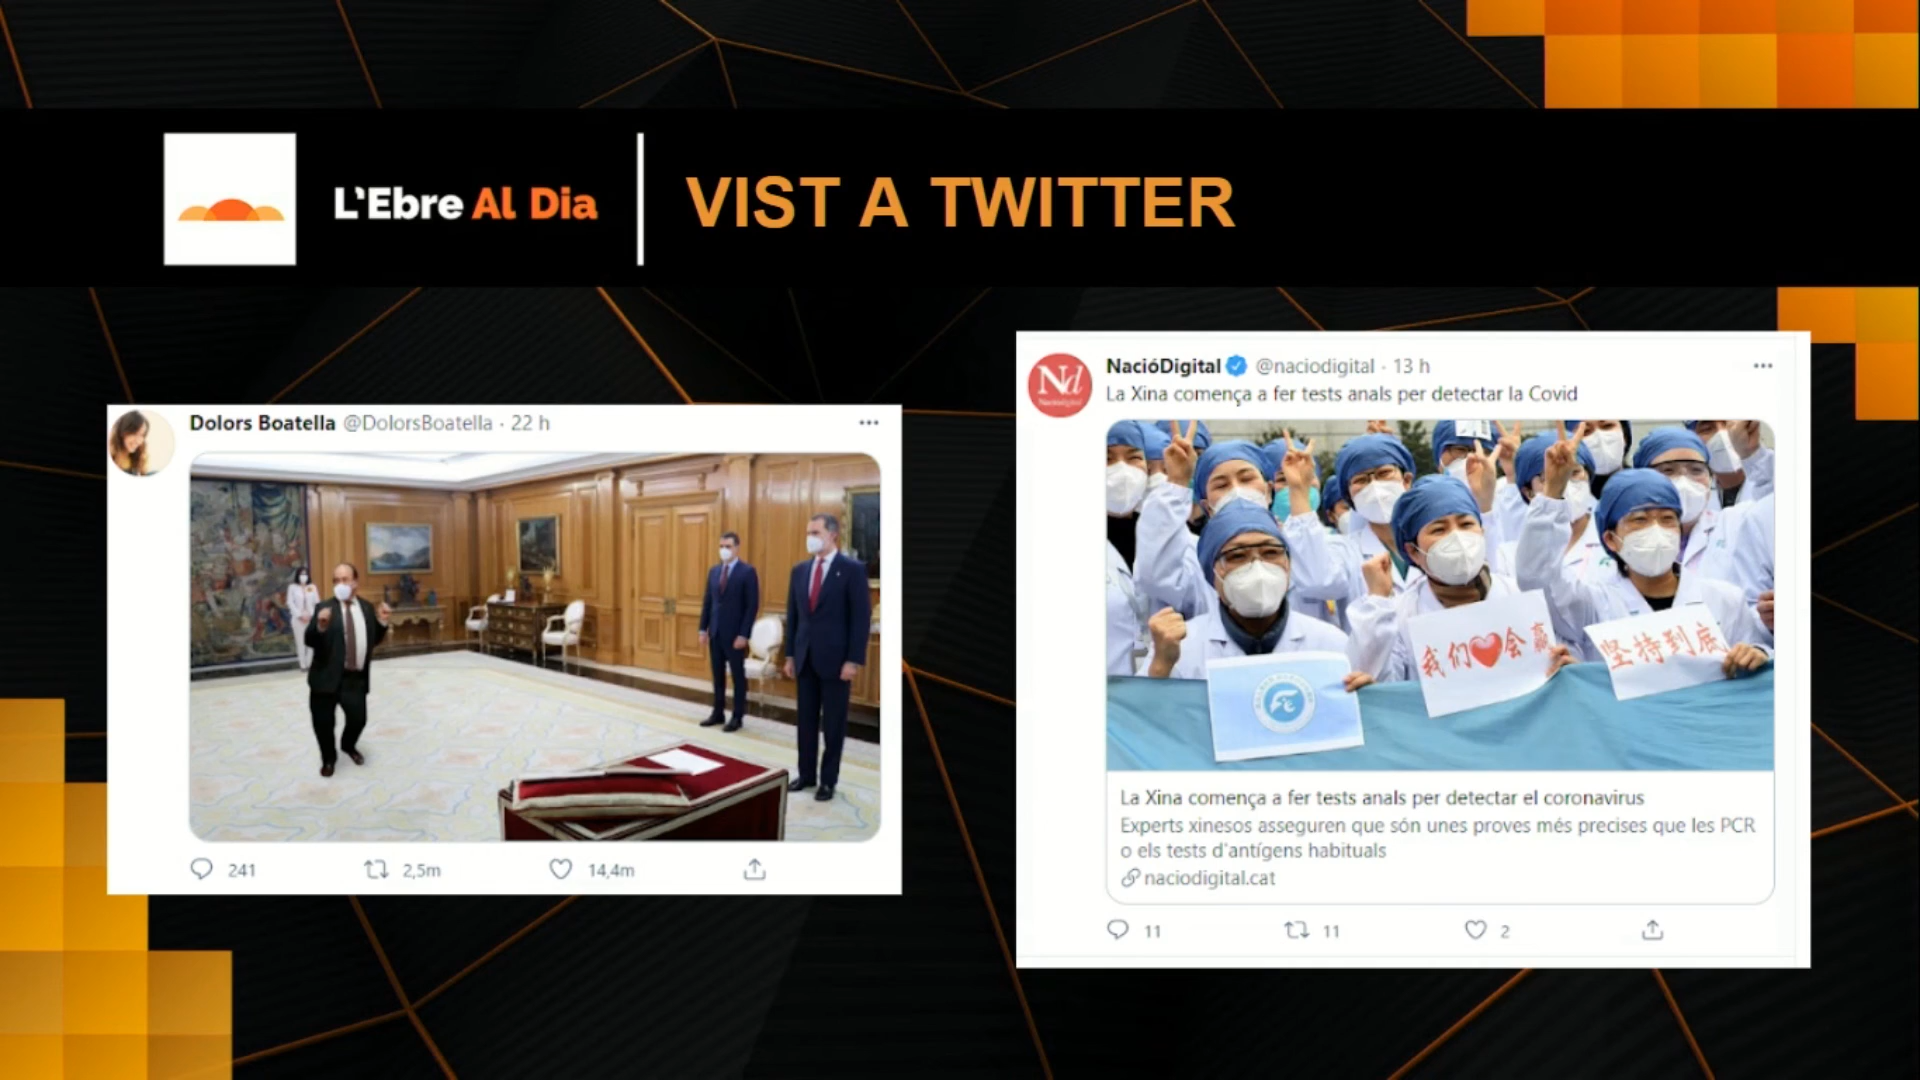 L'Ebre Al Dia
VIST A TWITTER
Dolors Boatella @DolorsBoatella · 22 h
241 2,5m 14,4m
Nd
NacióDigital @naciodigital · 13 h
La Xina comença a fer tests anals per detectar la Covid
我们❤会赢
坚持到底
La Xina comença a fer tests anals per detectar el coronavirus
Experts xinesos asseguren que són unes proves més precises que les PCR
o els tests d'antígens habituals
naciodigital.cat
11 11 2